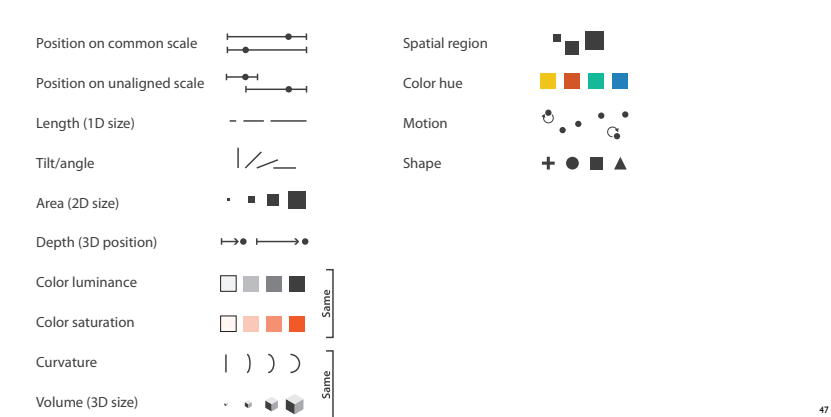 Position on common scale
Position on unaligned scale
Length (1D size)
Tilt/angle
Area (2D size)
Depth (3D position)
Color luminance
Color saturation
Same
Curvature
Volume (3D size)
Same
Spatial region
Color hue
Motion
Shape
47